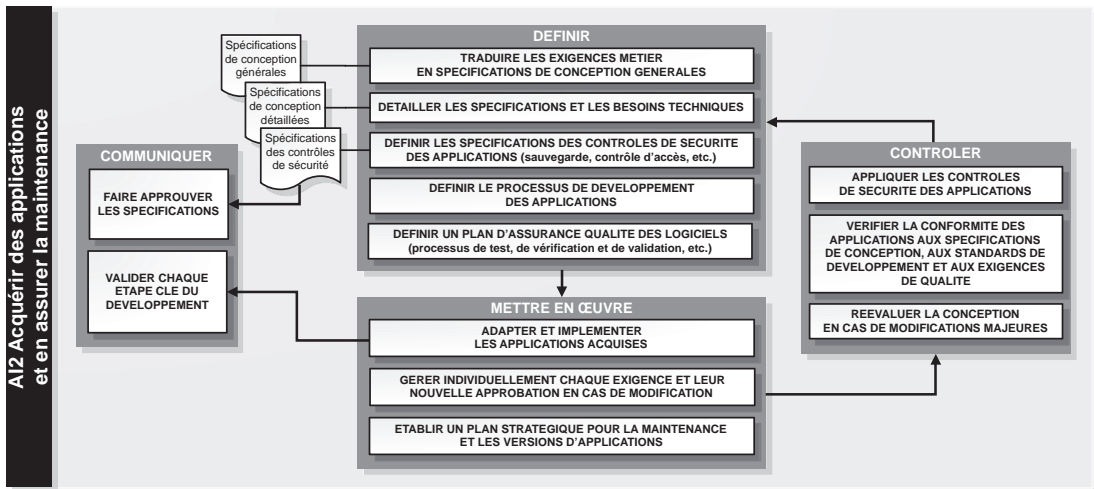 AI2 Acquérir des applications
et en assurer la maintenance
COMMUNIQUER
FAIRE APPROUVER
LES SPECIFICATIONS
VALIDER CHAQUE
ETAPE CLE DU
DEVELOPPEMENT
Spécifications
de conception
générales
Spécifications
de conception
détaillées
Spécifications
des contrôles
de sécurité
DEFINIR
TRADUIRE LES EXIGENCES METIER
EN SPECIFICATIONS DE CONCEPTION GENERALES
DETAILLER LES SPECIFICATIONS ET LES BESOINS TECHNIQUES
DEFINIR LES SPECIFICATIONS DES CONTROLES DE SECURITE
DES APPLICATIONS (sauvegarde, contrôle d'accès, etc.)
DEFINIR LE PROCESSUS DE DEVELOPPEMENT
DES APPLICATIONS
DEFINIR UN PLAN D'ASSURANCE QUALITE DES LOGICIELS
(processus de test, de vérification et de validation, etc.)
METTRE EN ŒUVRE
ADAPTER ET IMPLEMENTER
LES APPLICATIONS ACQUISES
GERER INDIVIDUELLEMENT CHAQUE EXIGENCE ET LEUR
NOUVELLE APPROBATION EN CAS DE MODIFICATION
ETABLIR UN PLAN STRATEGIQUE POUR LA MAINTENANCE
ET LES VERSIONS D'APPLICATIONS
CONTROLER
APPLIQUER LES CONTROLES
DE SECURITE DES APPLICATIONS
VERIFIER LA CONFORMITE DES
APPLICATIONS AUX SPECIFICATIONS
DE CONCEPTION, AUX STANDARDS DE
DEVELOPPEMENT ET AUX EXIGENCES
DE QUALITE
REEVALUER LA CONCEPTION
EN CAS DE MODIFICATIONS MAJEURES